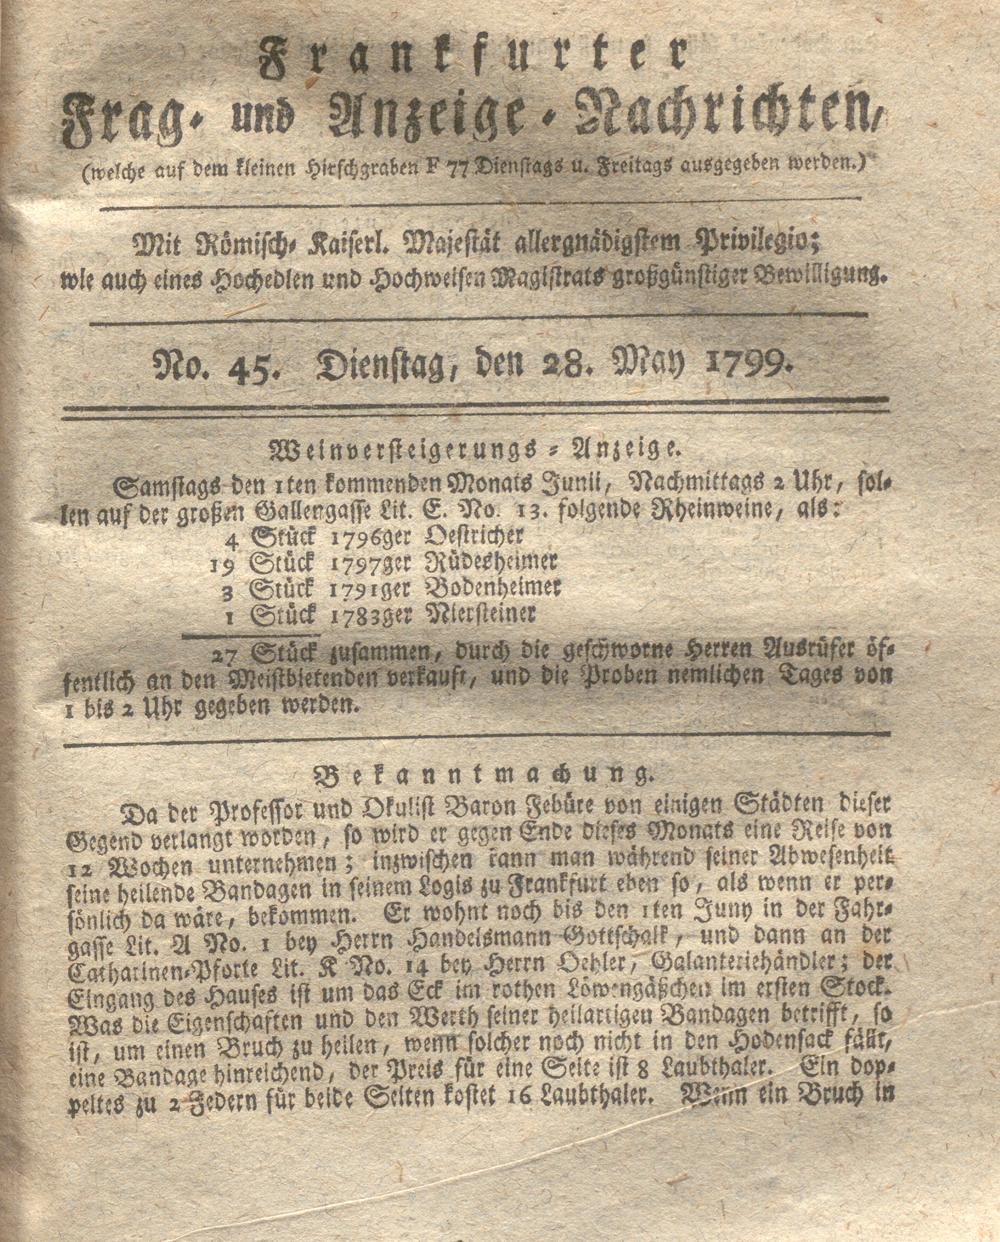 Frankfurter
Frag- und Anzeige-Nachrichten,
(welche auf dem kleinen Hirschgraben F 77 Dienstags u. Freitags ausgegeben werden.)
Mit Römisch-Kaiserl. Majestät allergnädigstem Privilegio;
wie auch eines Hochedlen und Hochweisen Magistrats großgünstiger Bewilligung.
No. 45. Dienstag, den 28. May 1799.
Weinversteigerungs-Anzeige.
Samstags den 1ten kommenden Monats Junii, Nachmittags 2 Uhr, sol-
len auf der großen Gallengasse Lit. E. No. 13. folgende Rheinweine, als:
4 Stück 1796ger Oestricher
19 Stück 1797ger Rüdesheimer
3 Stück 1791ger Bodenheimer
1 Stück 1783ger Niersteiner
27 Stück zusammen, durch die geschworne Herren Ausrüfer öf-
fentlich an den Meistbietenden verkauft, und die Proben nemlichen Tages von
1 bis 2 Uhr gegeben werden.
Bekanntmachung.
Da der Professor und Okulist Baron Febüre von einigen Städten dieser
Gegend verlangt worden, so wird er gegen Ende dieses Monats eine Reise von
12 Wochen unternehmen; inzwischen kann man während seiner Abwesenheit
seine heilende Bandagen in seinem Logis zu Frankfurt eben so, als wenn er per-
sönlich da wäre, bekommen. Er wohnt noch bis den 1ten Juny in der Fahr-
gasse Lit. A No. 1 bey Herrn Handelsmann Gottschalk, und dann an der
Catharinen-Pforte Lit. K No. 14 bey Herrn Oehler, Galanteriehändler; der
Eingang des Hauses ist um das Eck im rothen Löwengäßchen im ersten Stock.
Was die Eigenschaften und den Werth seiner heilartigen Bandagen betrifft, so
ist, um einen Bruch zu heilen, wenn solcher noch nicht in den Hodensack fällt,
eine Bandage hinreichend, der Preis für eine Seite ist 8 Laubthaler. Ein dop-
peltes zu 2 Federn für beide Seiten kostet 16 Laubthaler. Wenn ein Bruch in